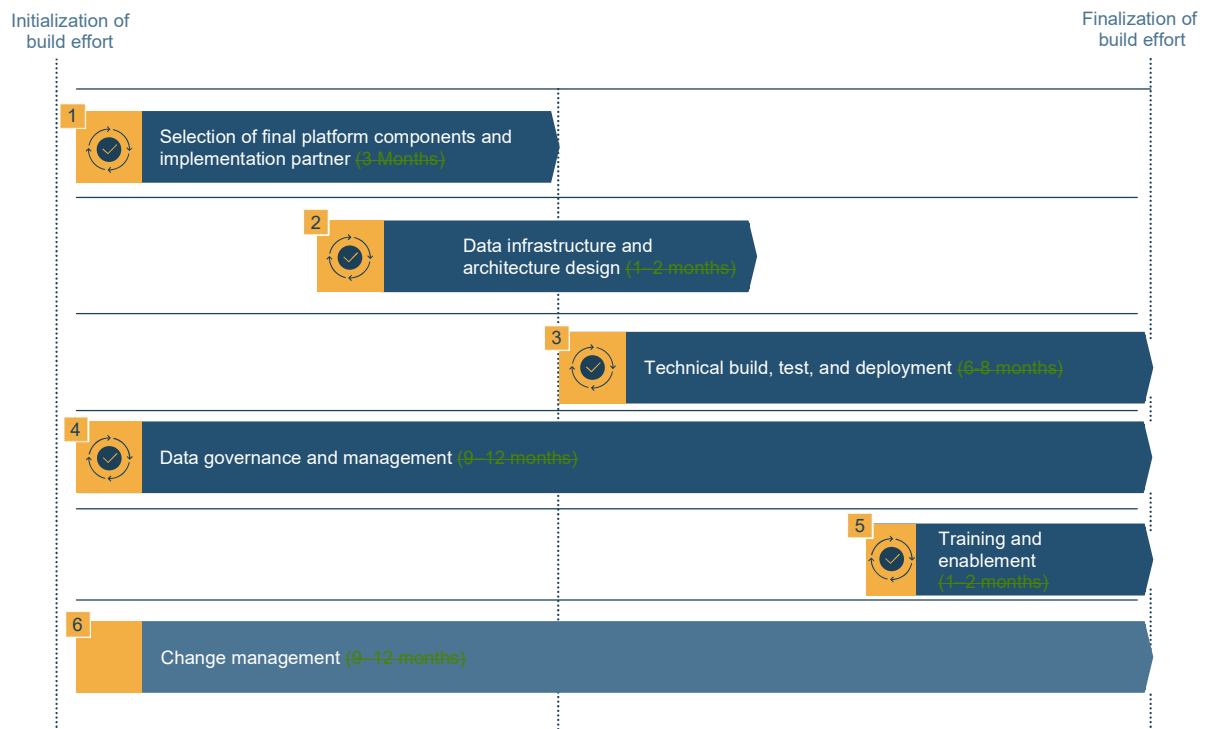 Initialization of
build effort
Finalization of
build effort
1
Selection of final platform components and
implementation partner (3 Months)
2
Data infrastructure and
architecture design (1–2 months)
3
Technical build, test, and deployment (6-8 months)
4
Data governance and management (9–12 months)
5
Training and
enablement
(1–2 months)
6
Change management (9–12 months)